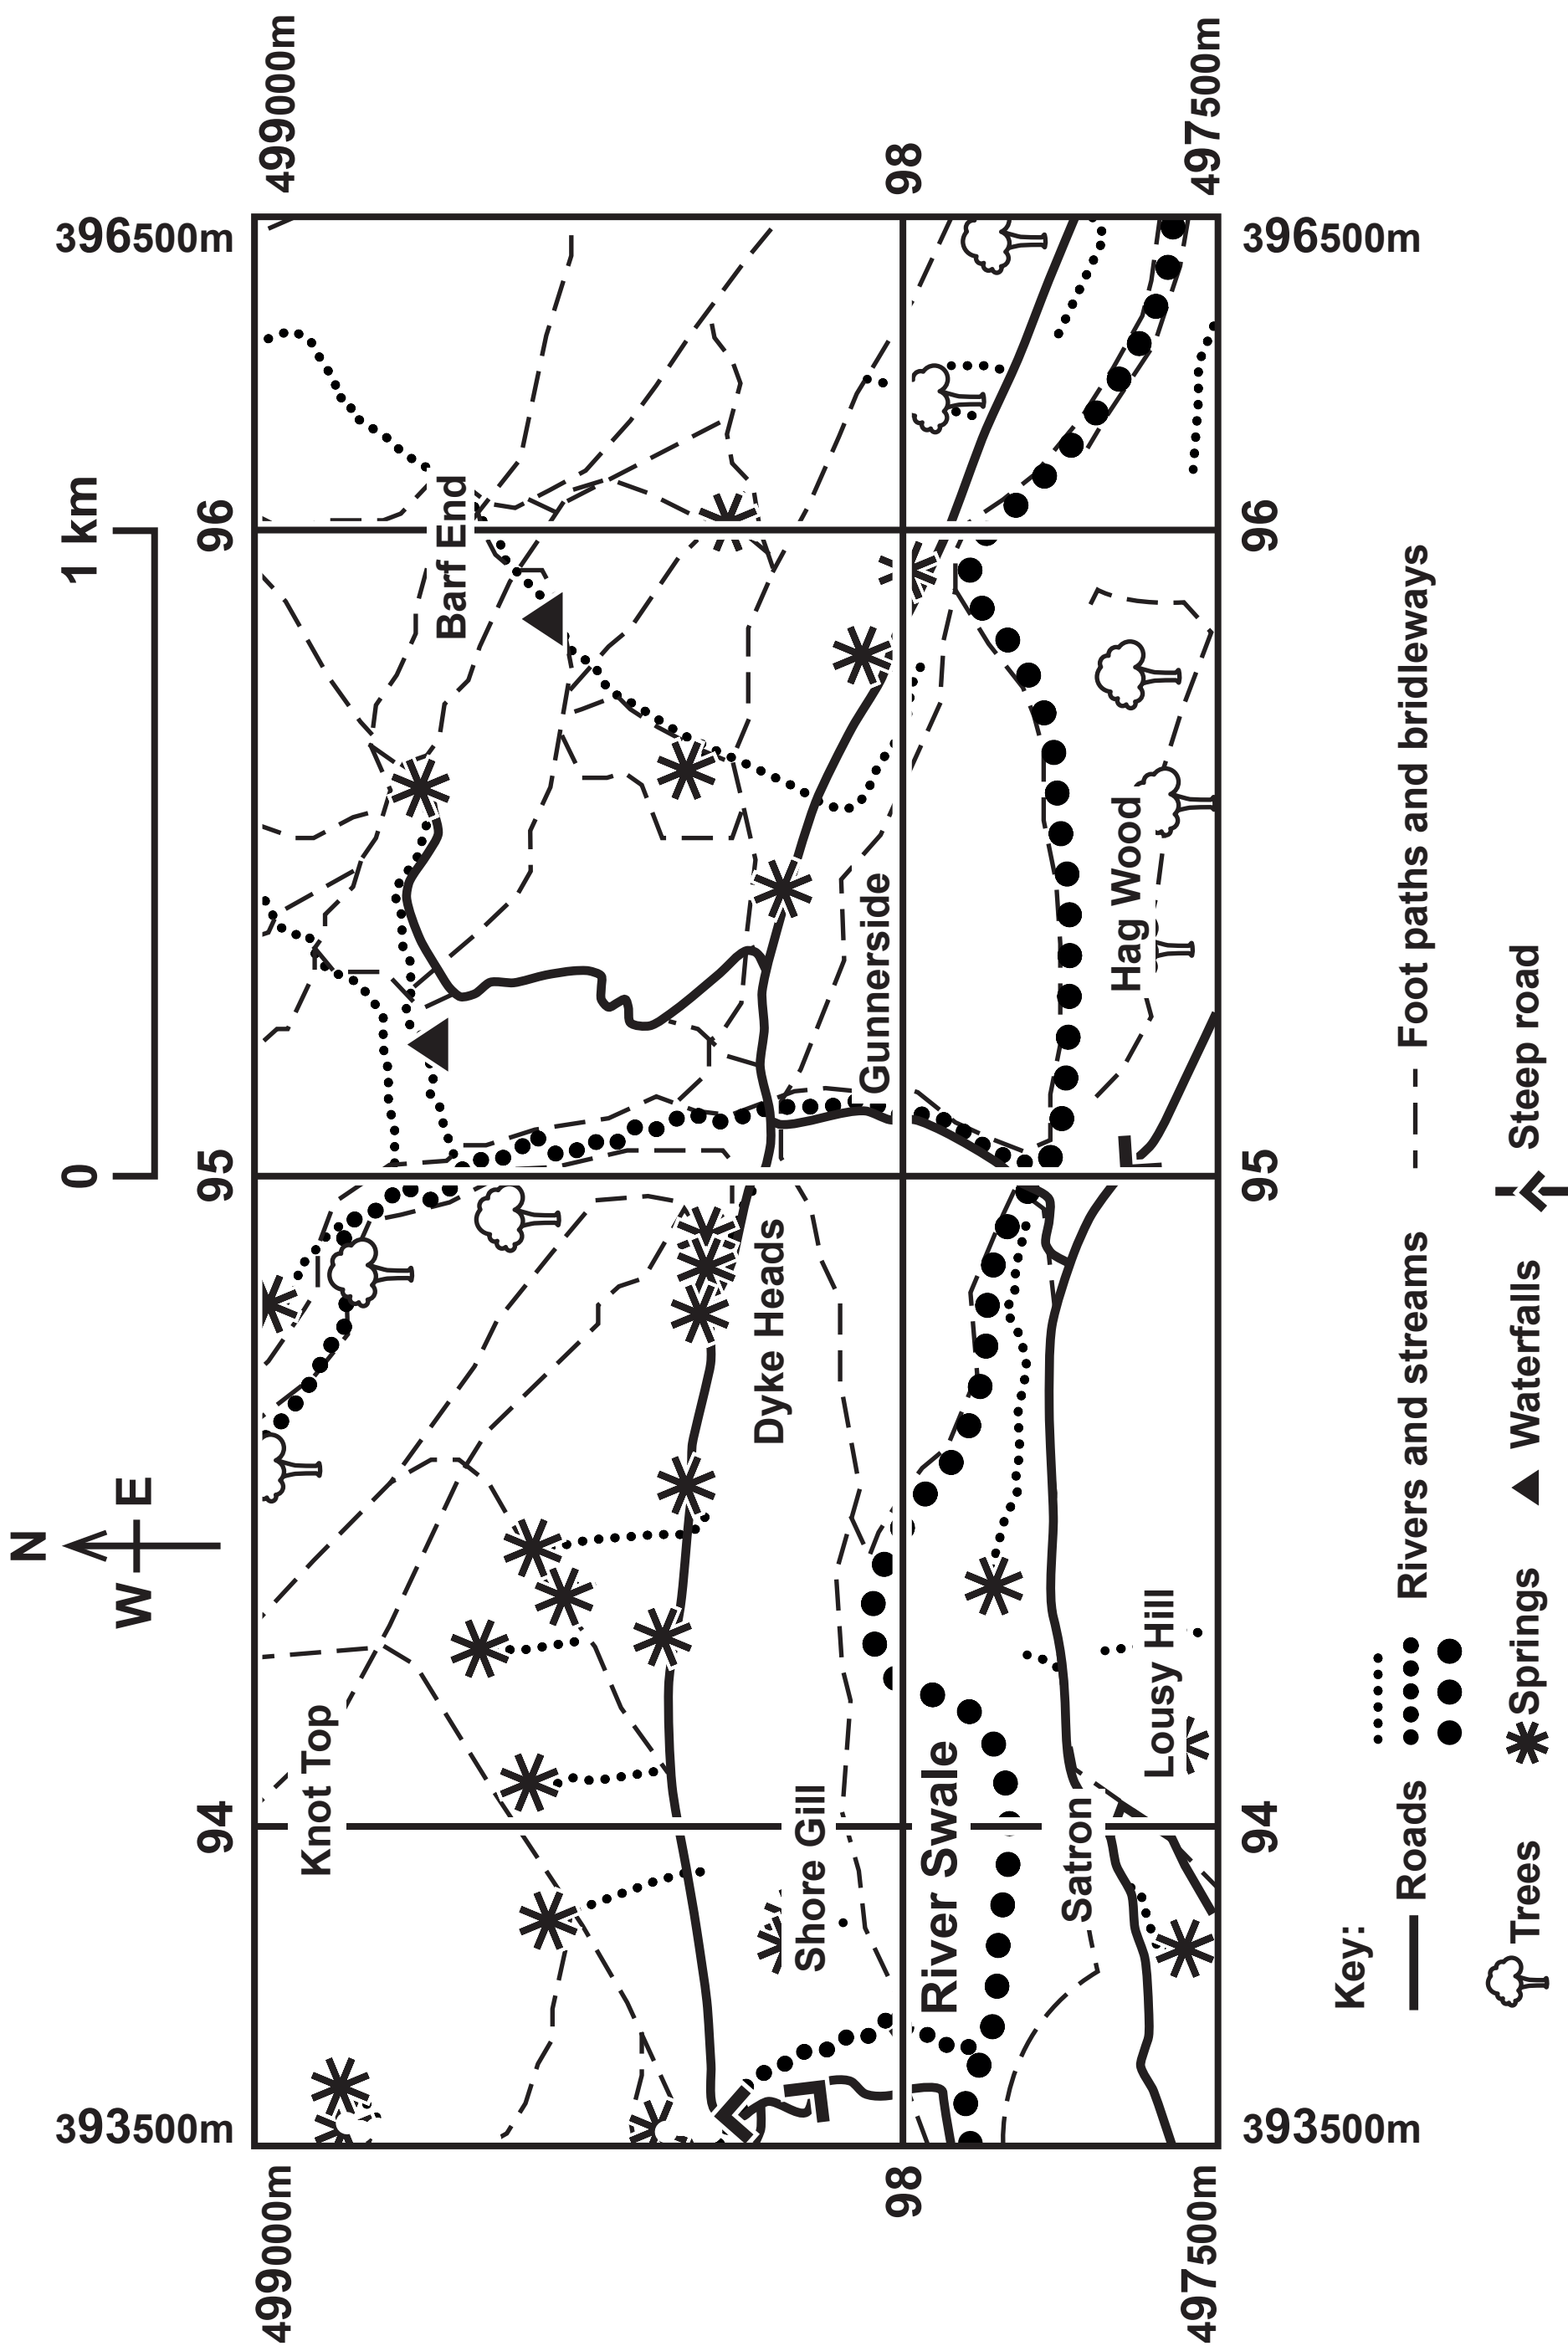 N
0 1 km
W E
393500m 396500m
94 95 96
499000m 499000m
Knot Top
Barf End
Dyke Heads
Shore Gill
Gunnerside
98 98
River Swale
Satron
Hag Wood
Lousy Hill
497500m 497500m
94 95 96
393500m 396500m
Key:
Roads Rivers and streams Foot paths and bridleways
Trees Springs Waterfalls Steep road